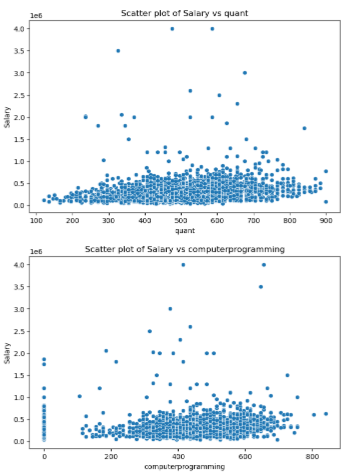 Scatter plot of Salary vs quant
1e6
4.0
3.5
3.0
2.5
2.0
1.5
1.0
0.5
0.0
Salary
100 200 300 400 500 600 700 800 900
quant
Scatter plot of Salary vs computerprogramming
1e6
4.0
3.5
3.0
2.5
2.0
1.5
1.0
0.5
0.0
Salary
0 200 400 600 800
computerprogramming